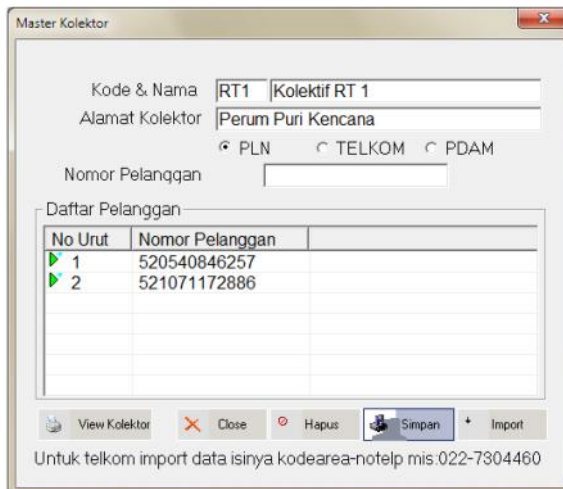 Master Kolektor
Kode & Nama RT1 Kolektif RT 1
Alamat Kolektor Perum Puri Kencana
PLN TELKOM PDAM
Nomor Pelanggan
Daftar Pelanggan
No Urut Nomor Pelanggan
1 520540846257
2 521071172886
View Kolektor Close Hapus Simpan Import
Untuk telkom import data isinya kodearea-notelp mis:022-7304460